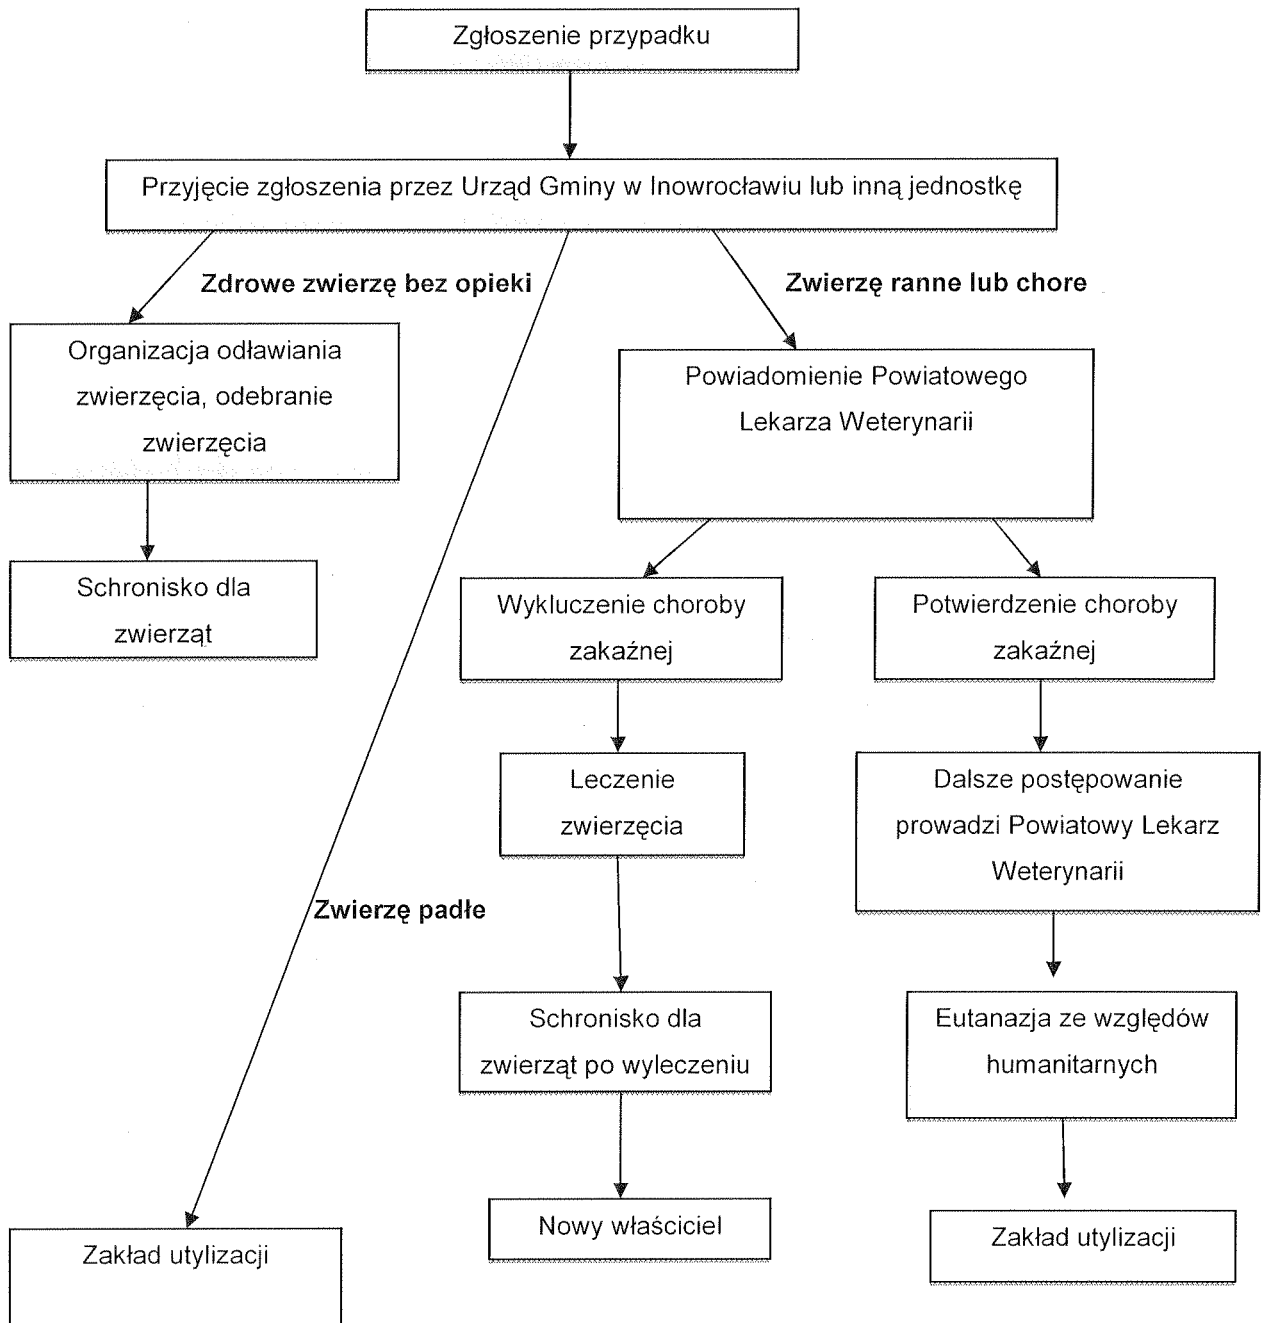 Zgłoszenie przypadku
Przyjęcie zgłoszenia przez Urząd Gminy w Inowrocławiu lub inną jednostkę
Zdrowe zwierzę bez opieki
Zwierzę ranne lub chore
Organizacja odławiania
zwierzęcia, odebranie
zwierzęcia
Powiadomienie Powiatowego
Lekarza Weterynarii
Schronisko dla
zwierząt
Wykluczenie choroby
zakaźnej
Potwierdzenie choroby
zakaźnej
Leczenie
zwierzęcia
Dalsze postępowanie
prowadzi Powiatowy Lekarz
Weterynarii
Zwierzę padłe
Schronisko dla
zwierząt po wyleczeniu
Eutanazja ze względów
humanitarnych
Nowy właściciel
Zakład utylizacji
Zakład utylizacji